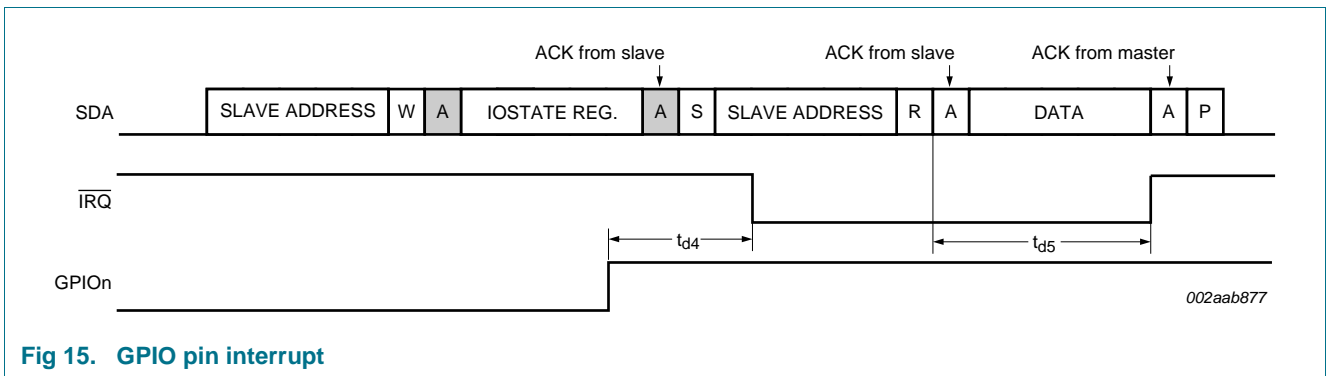 ACK from slave ACK from slave ACK from master
SDA SLAVE ADDRESS W A IOSTATE REG. A S SLAVE ADDRESS R A DATA A P
IRQ
td4 td5
GPIOn
002aab877
Fig 15. GPIO pin interrupt